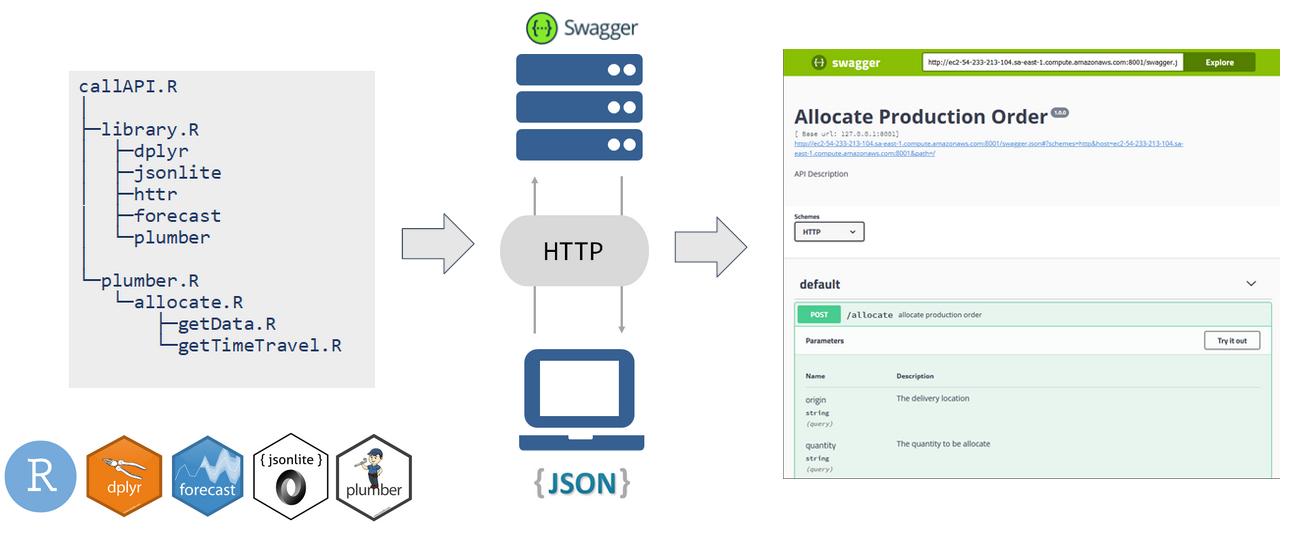 callAPI.R
library.R
dplyr
jsonlite
httr
forecast
plumber
plumber.R
allocate.R
getData.R
getTimeTravel.R
R
dplyr
forecast
{ jsonlite }
plumber
{···} Swagger
HTTP
{JSON}
{··} swagger
http://ec2-54-233-213-104.sa-east-1.compute.amazonaws.com:8001/swagger.j
Explore
Allocate Production Order 1.0.0
[ Base url: 127.0.0.1:8001]
http://ec2-54-233-213-104.sa-east-1.compute.amazonaws.com:8001/swagger.json#?schemes=http&host=ec2-54-233-213-104.sa-
east-1.compute.amazonaws.com:8001&path=/
API Description
Schemes
HTTP
default
POST /allocate allocate production order
Parameters
Try it out
Name Description
origin The delivery location
string
(query)
quantity The quantity to be allocate
string
(query)